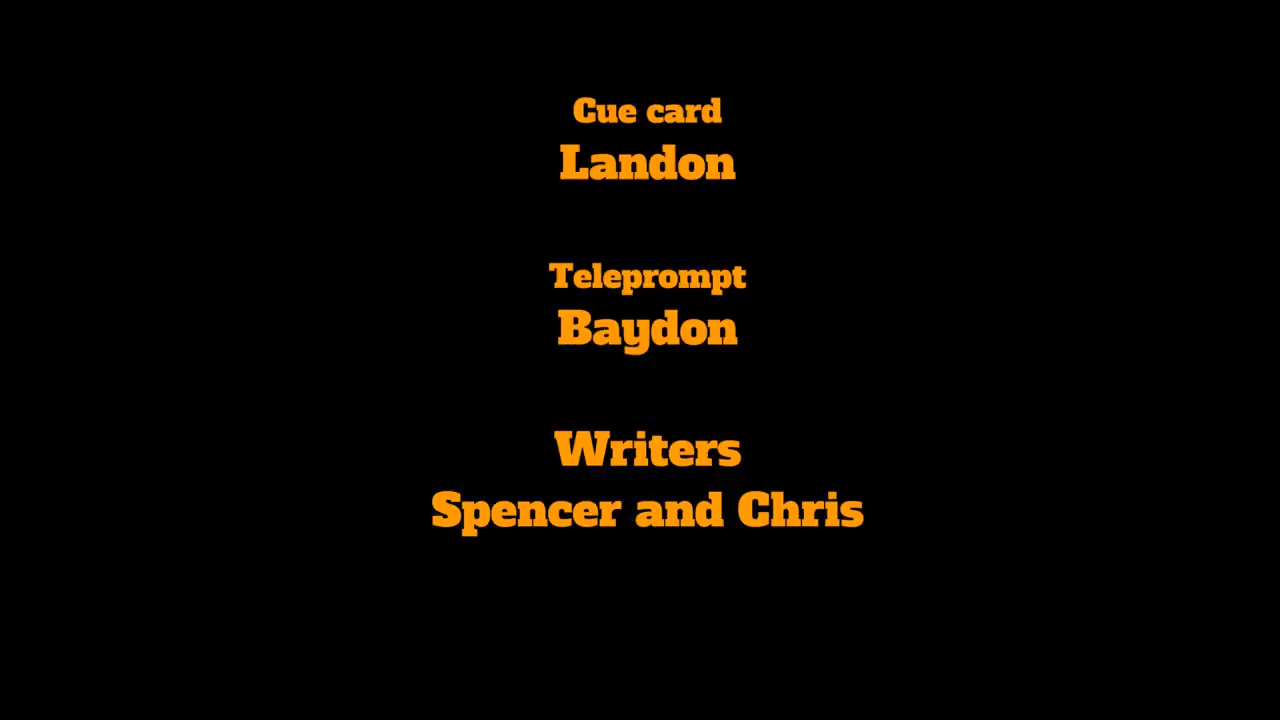 Cue card
Landon
Teleprompt
Baydon
Writers
Spencer and Chris